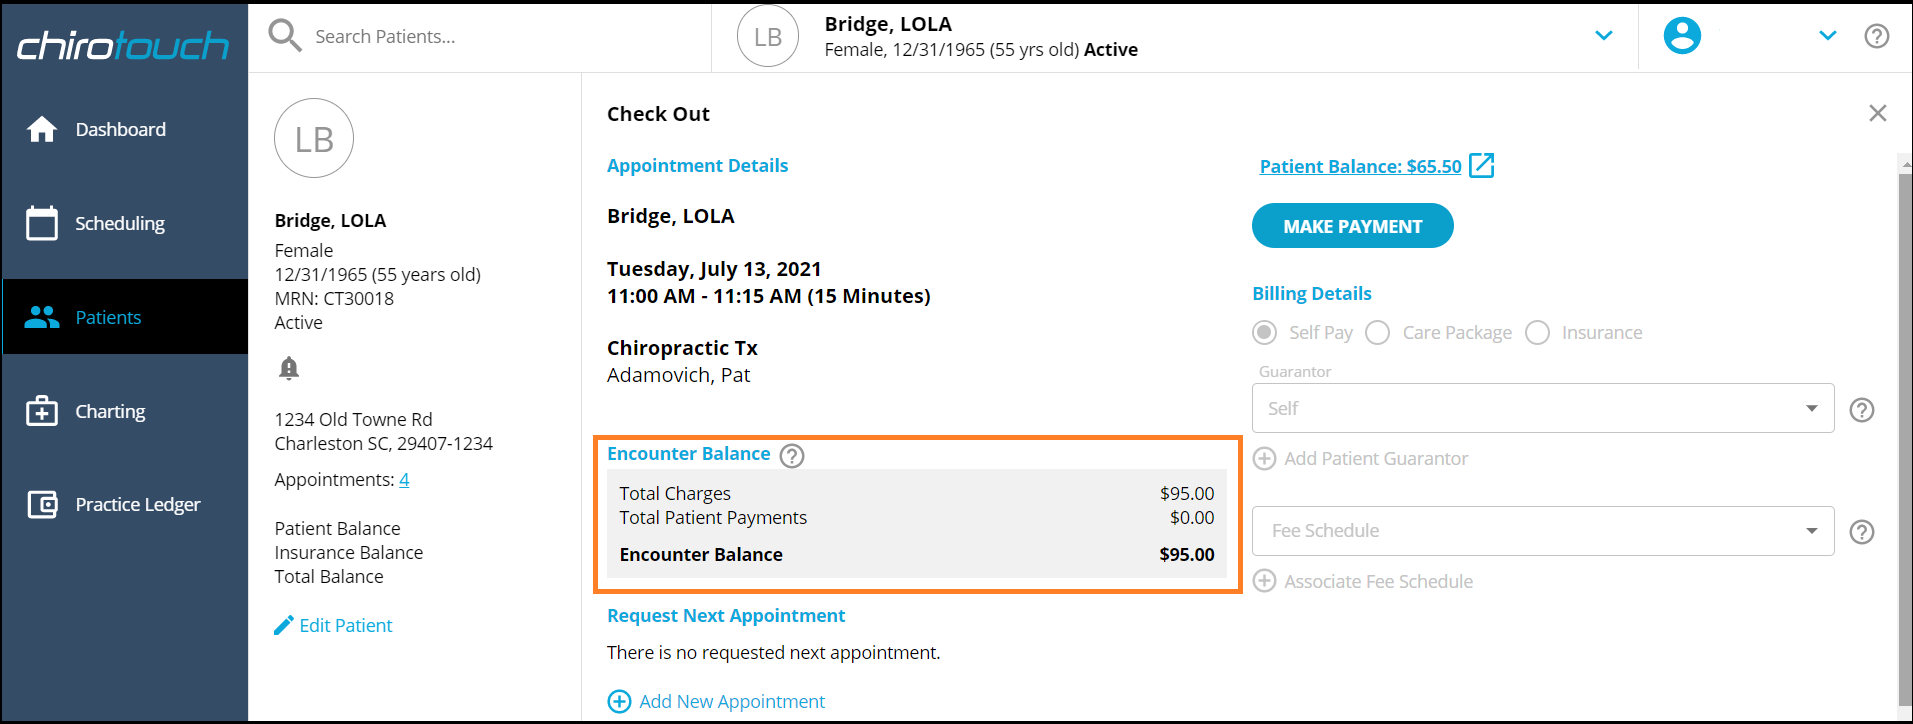 chirotouch
Dashboard
Scheduling
Patients
Charting
Practice Ledger
Search Patients...
LB
Bridge, LOLA
Female, 12/31/1965 (55 yrs old) Active
LB
Bridge, LOLA
Female
12/31/1965 (55 years old)
MRN: CT30018
Active
1234 Old Towne Rd
Charleston SC, 29407-1234
Appointments: 4
Patient Balance
Insurance Balance
Total Balance
Edit Patient
Check Out
Appointment Details
Bridge, LOLA
Tuesday, July 13, 2021
11:00 AM - 11:15 AM (15 Minutes)
Chiropractic Tx
Adamovich, Pat
Encounter Balance
Total Charges $95.00
Total Patient Payments $0.00
Encounter Balance $95.00
Request Next Appointment
There is no requested next appointment.
Add New Appointment
Patient Balance: $65.50
MAKE PAYMENT
Billing Details
Self Pay Care Package Insurance
Guarantor
Self
Add Patient Guarantor
Fee Schedule
Associate Fee Schedule